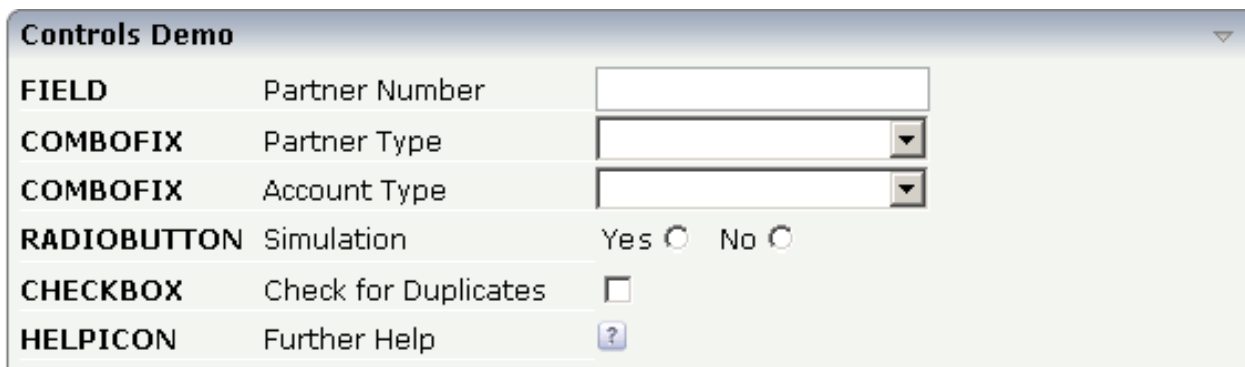 Controls Demo
FIELD Partner Number
COMBOFIX Partner Type
COMBOFIX Account Type
RADIOBUTTON Simulation Yes No
CHECKBOX Check for Duplicates
HELPICON Further Help ?